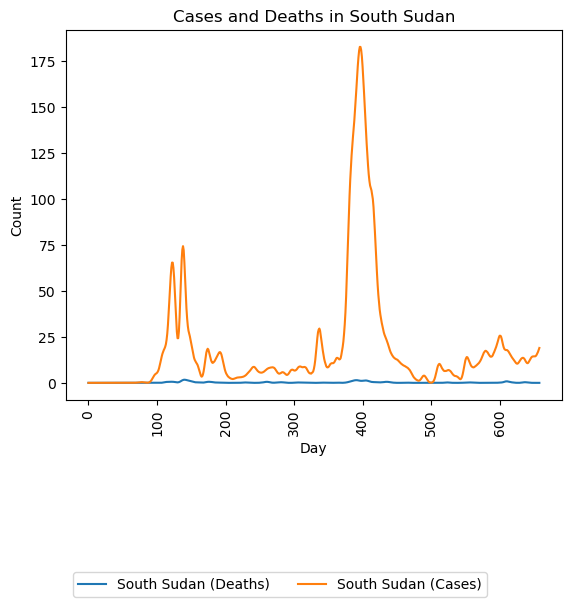 Cases and Deaths in South Sudan
175
150
125
100
75
50
25
0
Count
0 100 200 300 400 500 600
Day
South Sudan (Deaths) South Sudan (Cases)